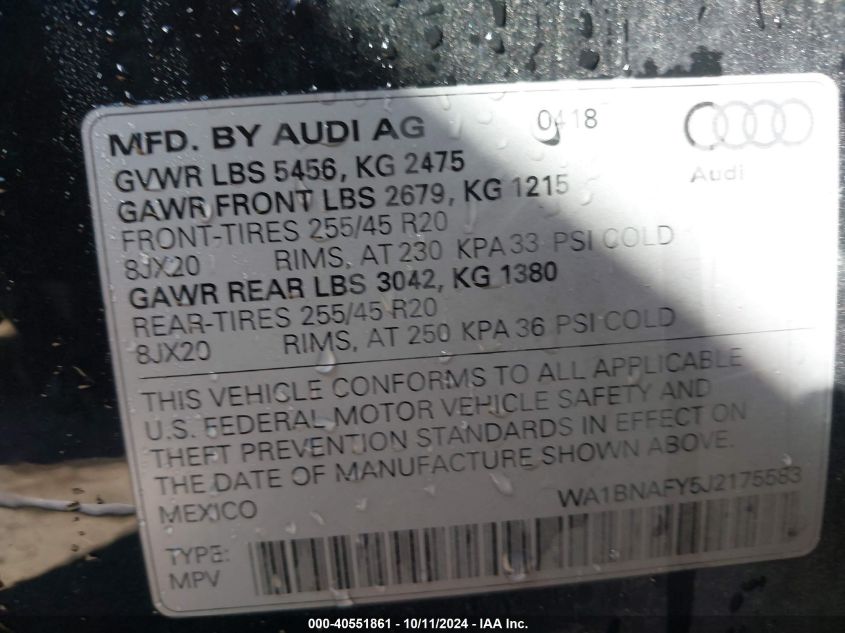 MFD. BY AUDI AG 0418
Audi
GVWR LBS 5456, KG 2475
GAWR FRONT LBS 2679, KG 1215
FRONT-TIRES 255/45 R20
8JX20 RIMS, AT 230 KPA 33 PSI COLD
GAWR REAR LBS 3042, KG 1380
REAR-TIRES 255/45 R20
8JX20 RIMS, AT 250 KPA 36 PSI COLD
THIS VEHICLE CONFORMS TO ALL APPLICABLE
U.S. FEDERAL MOTOR VEHICLE SAFETY AND
THEFT PREVENTION STANDARDS IN EFFECT ON
THE DATE OF MANUFACTURE SHOWN ABOVE.
MEXICO WA1BNAFY5J2175583
TYPE:
MPV
000-40551861 - 10/11/2024 - IAA Inc.